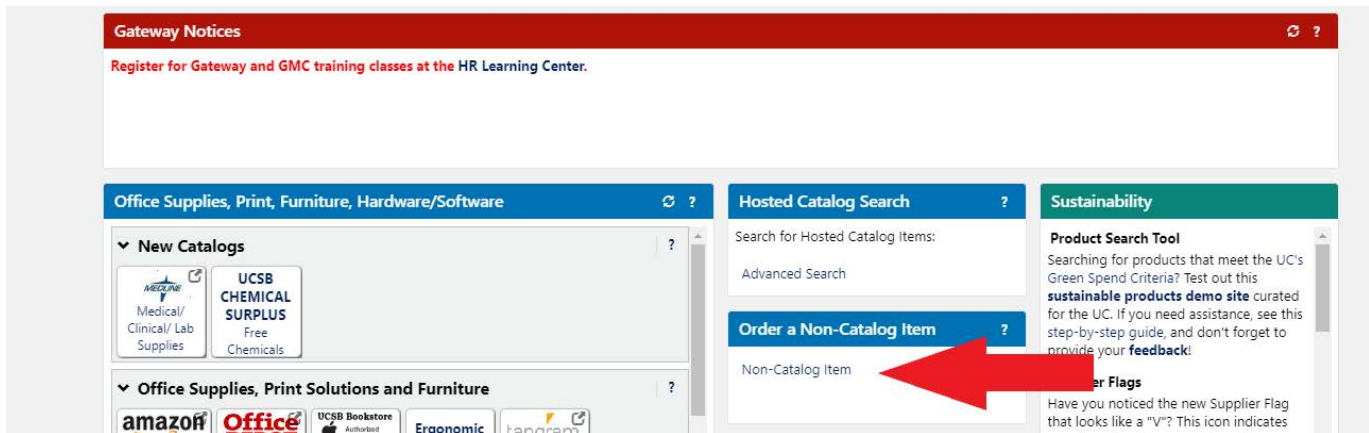 Gateway Notices
?
Register for Gateway and GMC training classes at the HR Learning Center.
Office Supplies, Print, Furniture, Hardware/Software
?
New Catalogs
?
MEDLINE
Medical/
Clinical/ Lab
Supplies
UCSB
CHEMICAL
SURPLUS
Free
Chemicals
Office Supplies, Print Solutions and Furniture
?
amazon
Office
UCSB Bookstore
Authorized
Ergonomic
tangram
Hosted Catalog Search
?
Search for Hosted Catalog Items:
Advanced Search
Order a Non-Catalog Item
?
Non-Catalog Item
Sustainability
Product Search Tool
Searching for products that meet the UC's
Green Spend Criteria? Test out this
sustainable products demo site curated
for the UC. If you need assistance, see this
step-by-step guide, and don't forget to
provide your feedback!
er Flags
Have you noticed the new Supplier Flag
that looks like a "V"? This icon indicates